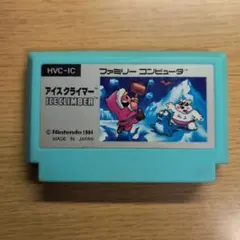 HVC-IC
ファミリー コンピュータ
アイスクライマー
ICE CLIMBER
©Nintendo 1984
MADE IN JAPAN